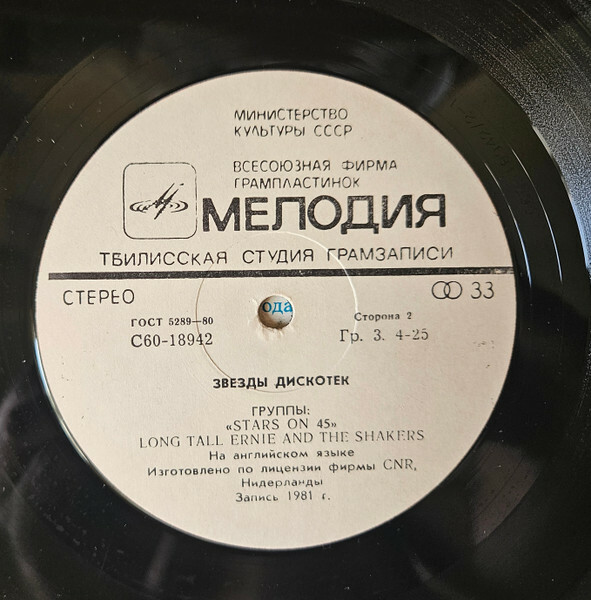 МИНИСТЕРСТВО
КУЛЬТУРЫ СССР
ВСЕСОЮЗНАЯ ФИРМА
ГРАМПЛАСТИНОК
МЕЛОДИЯ
ТБИЛИССКАЯ СТУДИЯ ГРАМЗАПИСИ
СТЕРЕО 33
ода
ГОСТ 5289—80 Сторона 2
С60-18942 Гр. 3. 4-25
ЗВЕЗДЫ ДИСКОТЕК
ГРУППЫ:
«STARS ON 45»
LONG TALL ERNIE AND THE SHAKERS
На английском языке
Изготовлено по лицензии фирмы CNR,
Нидерланды
Запись 1981 г.